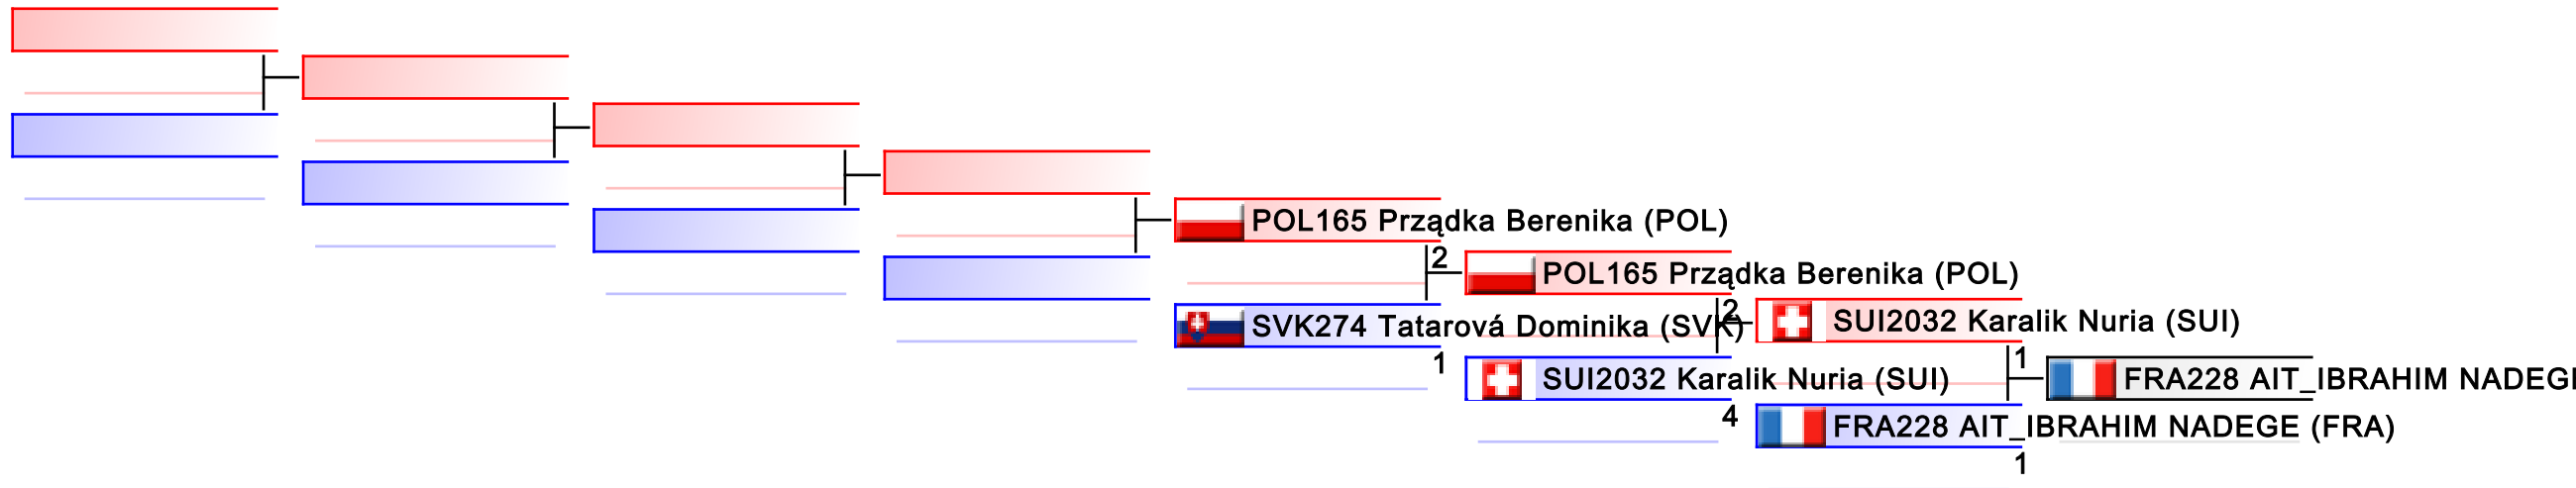 POL165 Prządka Berenika (POL)
2
POL165 Prządka Berenika (POL)
SVK274 Tatarová Dominika (SVK)
1
2
SUI2032 Karalik Nuria (SUI)
SUI2032 Karalik Nuria (SUI)
4
1
FRA228 AIT_IBRAHIM NADEGE (FRA)
1
FRA228 AIT_IBRAHIM NADEG